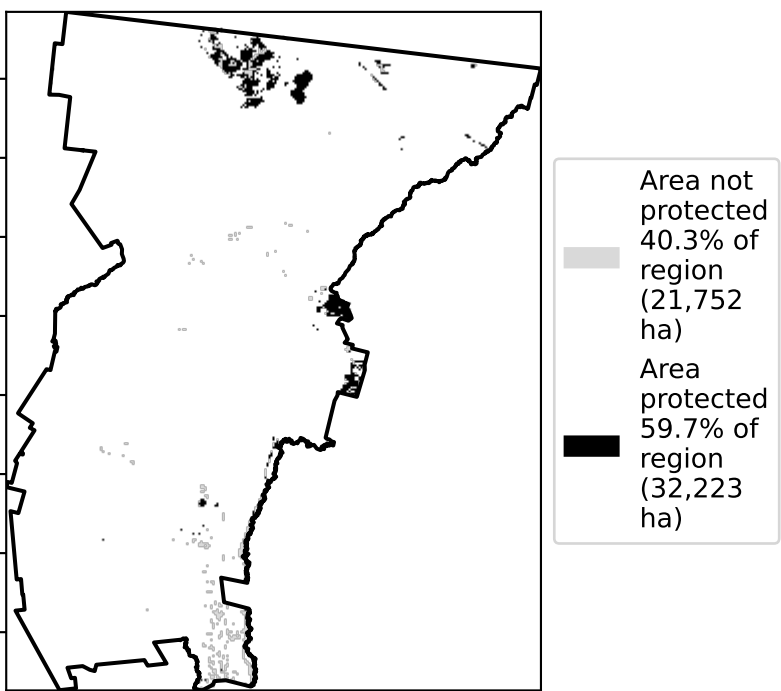 Area not
protected
40.3% of
region
(21,752
ha)
Area
protected
59.7% of
region
(32,223
ha)